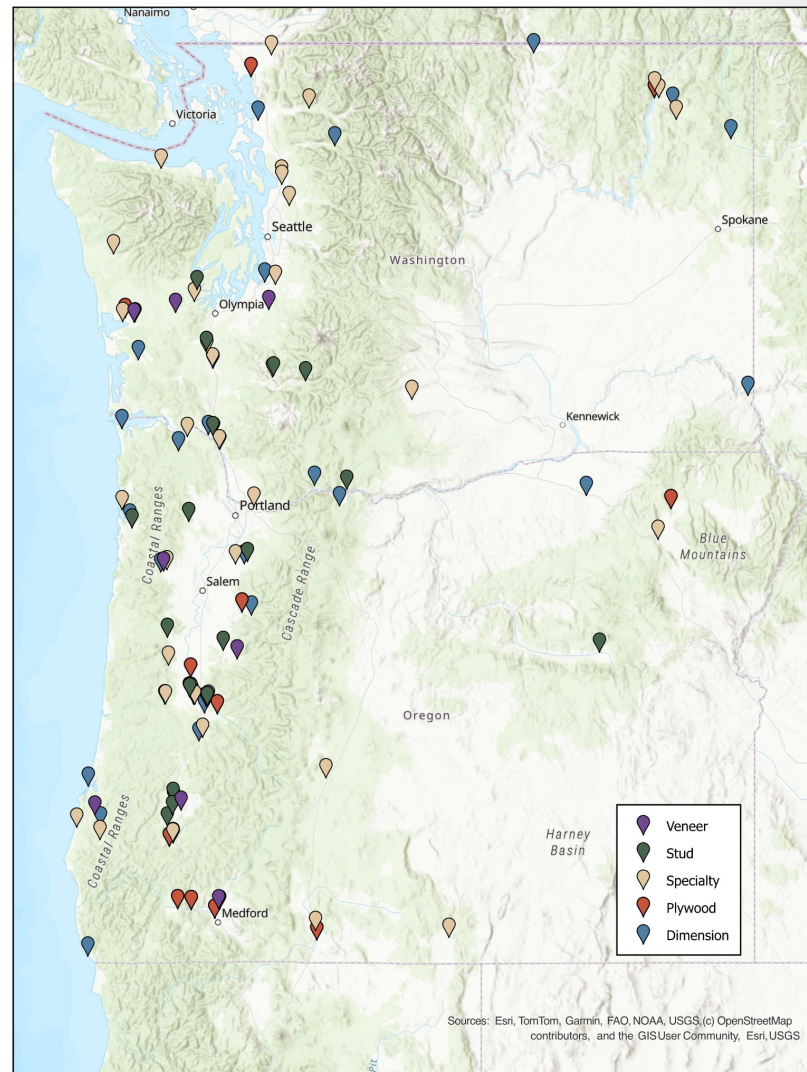 Nanaimo
Victoria
Seattle
Spokane
Washington
Olympia
Kennewick
Portland
Coastal Ranges
Blue
Mountains
Salem
Cascade Range
Oregon
Veneer
Stud
Specialty
Plywood
Dimension
Harney
Basin
Coastal Ranges
Medford
Sources: Esri, TomTom, Garmin, FAO, NOAA, USGS,(c) OpenStreetMap
contributors, and the GIS User Community, Esri, USGS
Pit